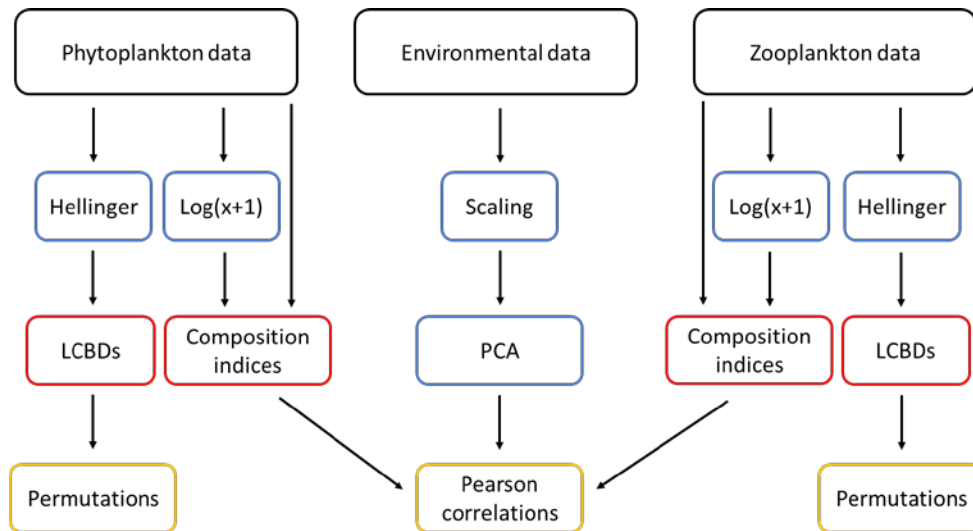 Phytoplankton data
Environmental data
Zooplankton data
Hellinger
Log(x+1)
Scaling
Log(x+1)
Hellinger
LCBDs
Composition
indices
PCA
Composition
indices
LCBDs
Permutations
Pearson
correlations
Permutations